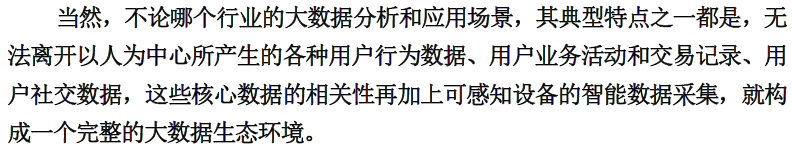 当然，不论哪个行业的大数据分析和应用场景，其典型特点之一都是，无
法离开以人为中心所产生的各种用户行为数据、用户业务活动和交易记录、用
户社交数据，这些核心数据的相关性再加上可感知设备的智能数据采集，就构
成一个完整的大数据生态环境。